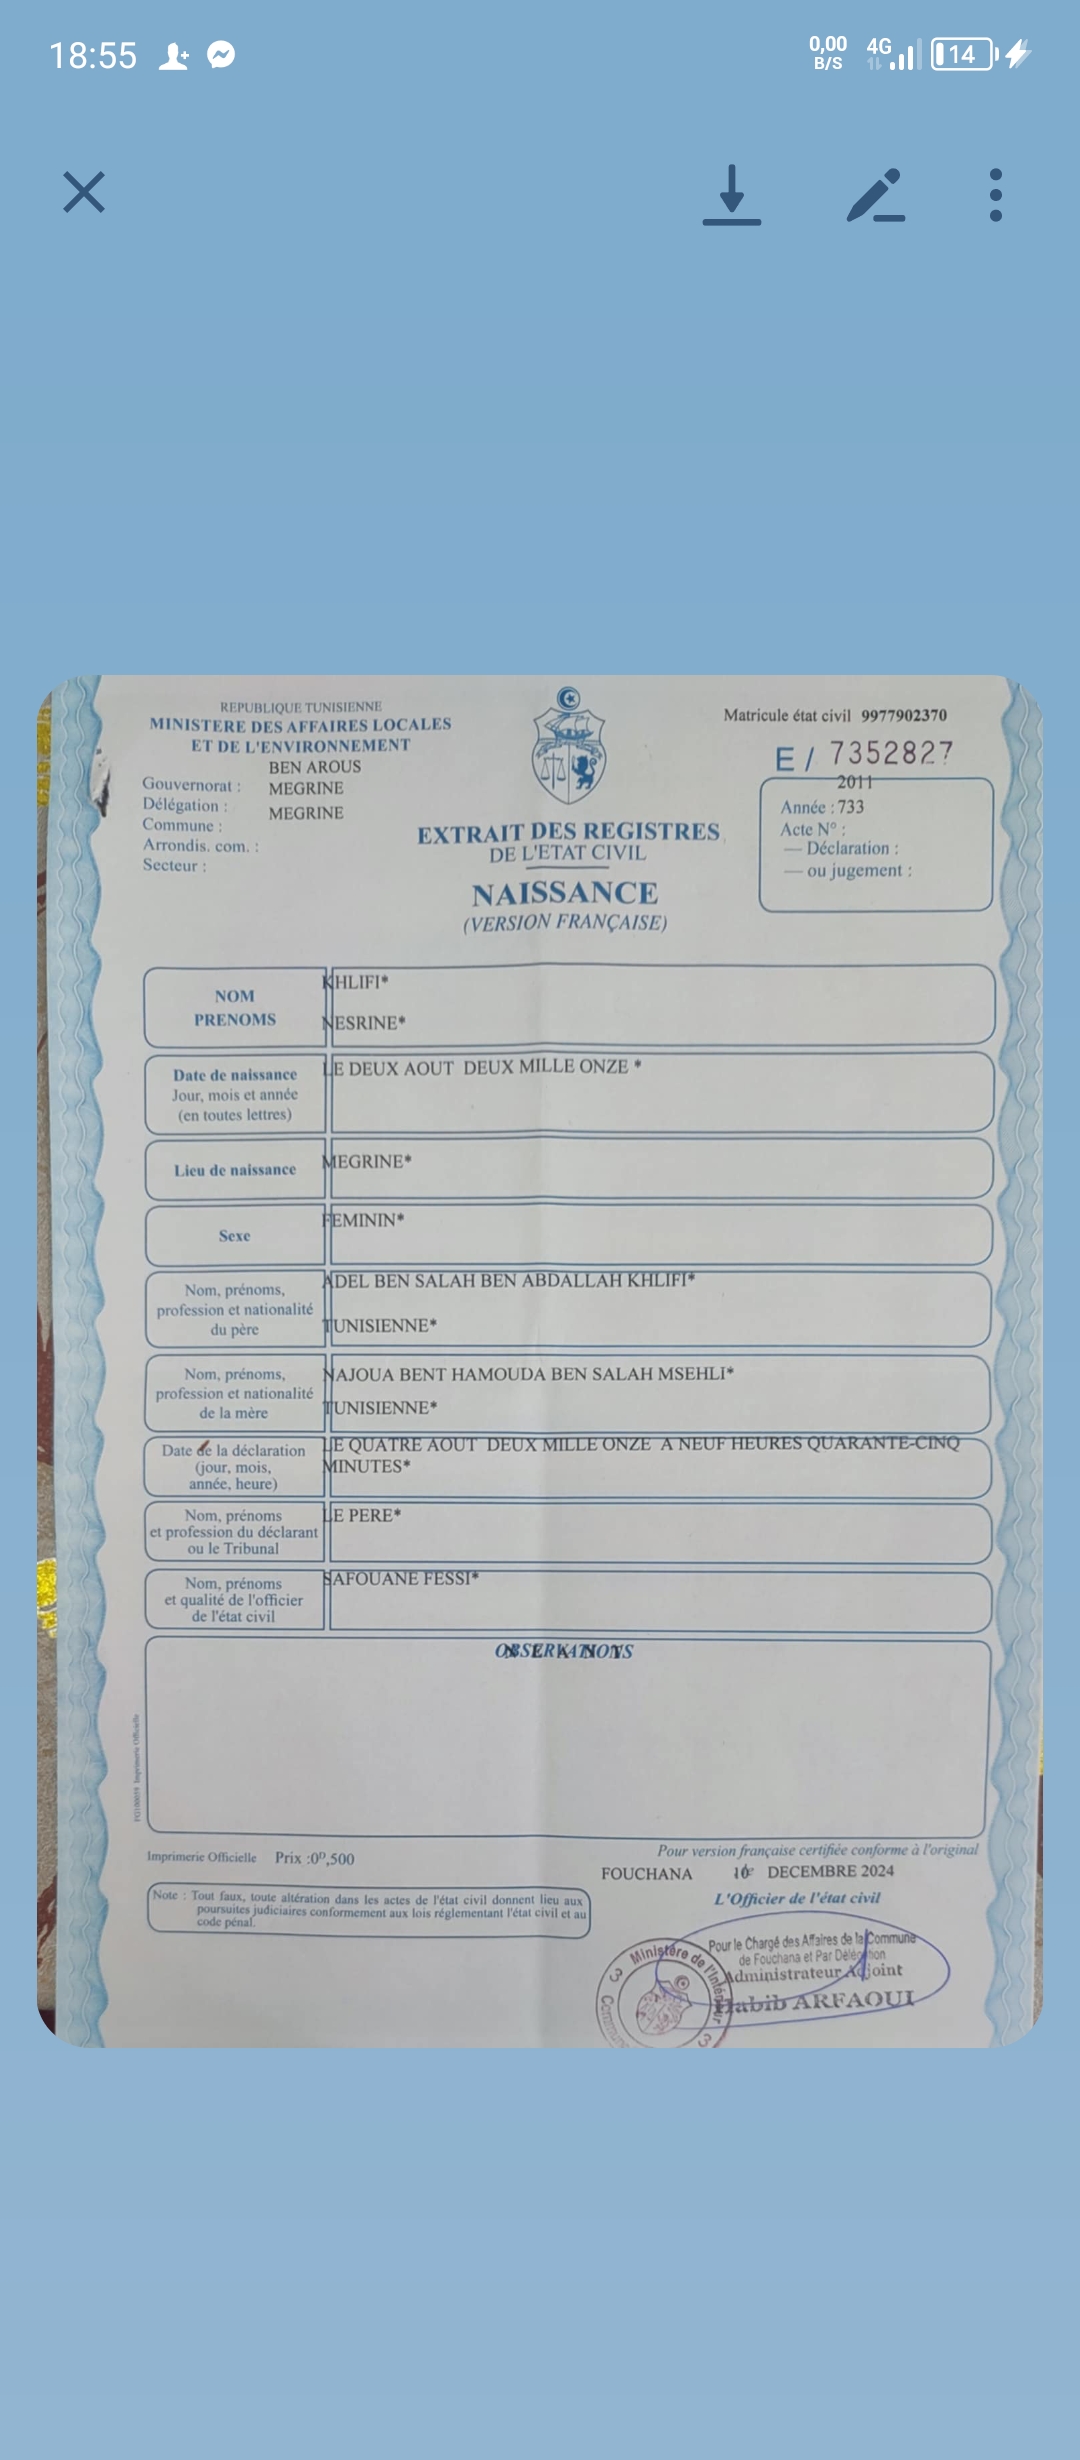 18:55
0,00 B/S
4G
14
REPUBLIQUE TUNISIENNE
MINISTERE DES AFFAIRES LOCALES
ET DE L'ENVIRONNEMENT
BEN AROUS
Gouvernorat : MEGRINE
Délégation :
MEGRINE
Commune :
Arrondis. com. :
Secteur :
Matricule état civil 9977902370
E / 7352827
2011
Année : 733
Acte N° :
— Déclaration :
— ou jugement :
EXTRAIT DES REGISTRES
DE L'ETAT CIVIL
NAISSANCE
(VERSION FRANÇAISE)
NOM
PRENOMS
KHLIFI*
NESRINE*
Date de naissance
Jour, mois et année
(en toutes lettres)
LE DEUX AOUT DEUX MILLE ONZE *
Lieu de naissance
MEGRINE*
Sexe
FEMININ*
Nom, prénoms,
profession et nationalité
du père
ADEL BEN SALAH BEN ABDALLAH KHLIFI*
TUNISIENNE*
Nom, prénoms,
profession et nationalité
de la mère
NAJOUA BENT HAMOUDA BEN SALAH MSEHLI*
TUNISIENNE*
Date de la déclaration
(jour, mois,
année, heure)
LE QUATRE AOUT DEUX MILLE ONZE A NEUF HEURES QUARANTE-CINQ
MINUTES*
Nom, prénoms
et profession du déclarant
ou le Tribunal
LE PERE*
Nom, prénoms
et qualité de l'officier
de l'état civil
SAFOUANE FESSI*
OBSERVATIONS
Imprimerie Officielle
Imprimerie Officielle Prix :0ᴰ,500
Note : Tout faux, toute altération dans les actes de l'état civil donnent lieu aux
poursuites judiciaires conformement aux lois réglementant l'état civil et au
code pénal.
Pour version française certifiée conforme à l'original
FOUCHANA DECEMBRE 2024
L'Officier de l'état civil
Pour le Chargé des Affaires de la Commune
de Fouchana et Par Délégation
Administrateur Adjoint
Habib ARFAOUI
Ministère de l'Intérieur